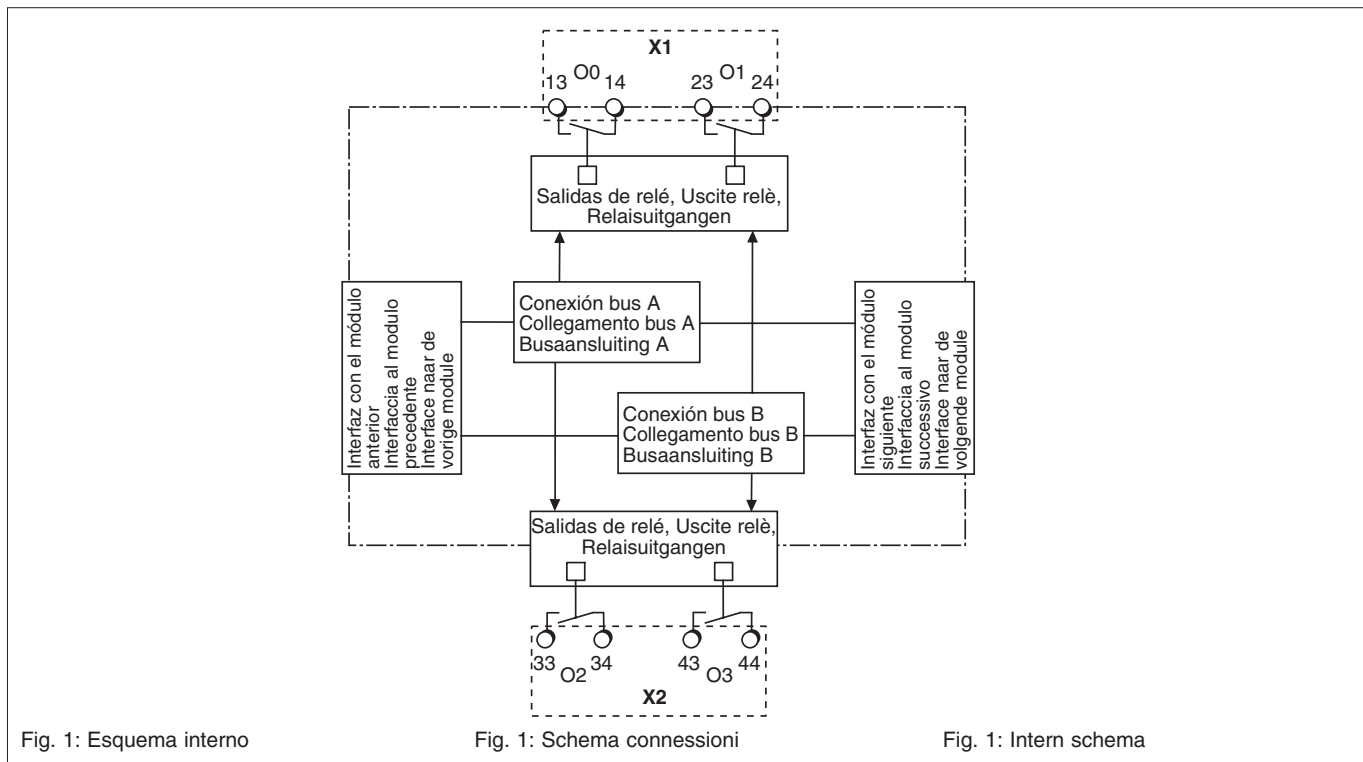 X1
13 O0 14 23 O1 24
Salidas de relé, Uscite relè,
Relaisuitgangen
Interfaz con el módulo
anterior
Interfaccia al modulo
precedente
Interface naar de
vorige module
Conexión bus A
Collegamento bus A
Busaansluiting A
Conexión bus B
Collegamento bus B
Busaansluiting B
Interfaz con el módulo
siguiente
Interfaccia al modulo
successivo
Interface naar de
volgende module
Salidas de relé, Uscite relè,
Relaisuitgangen
33 O2 34 43 O3 44
X2
Fig. 1: Esquema interno
Fig. 1: Schema connessioni
Fig. 1: Intern schema